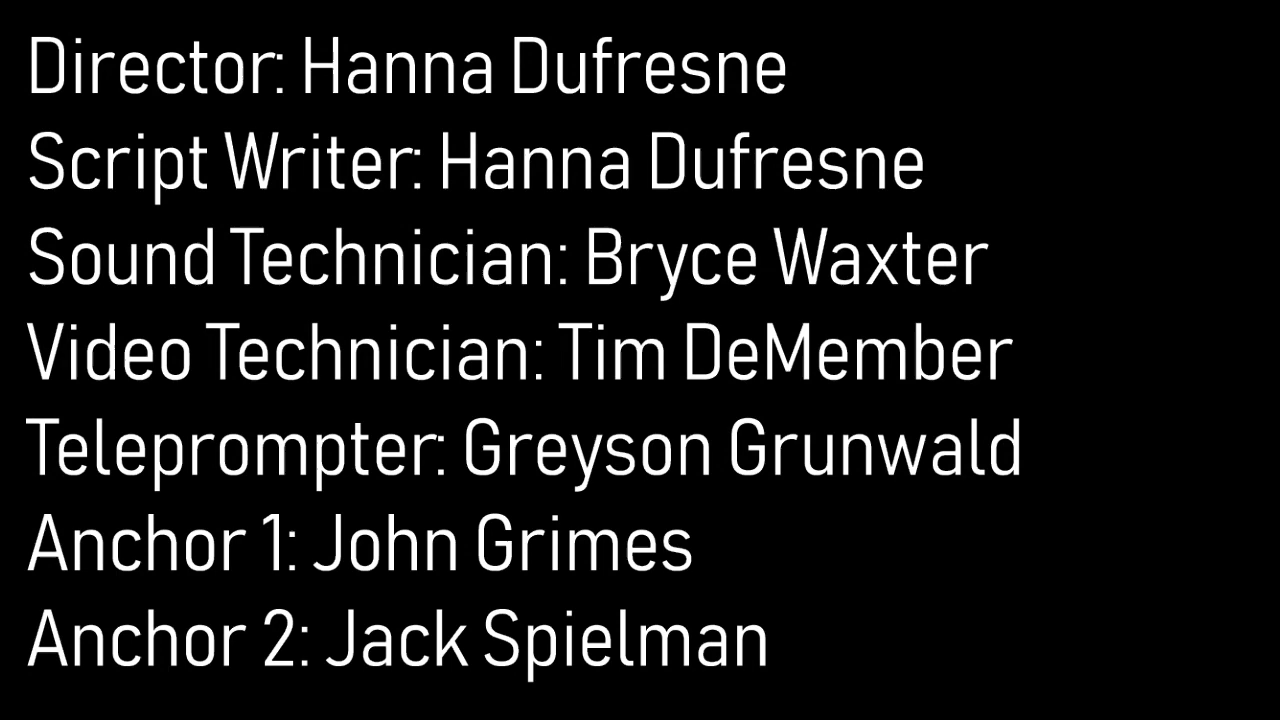 Director: Hanna Dufresne
Script Writer: Hanna Dufresne
Sound Technician: Bryce Waxter
Video Technician: Tim DeMember
Teleprompter: Greyson Grunwald
Anchor 1: John Grimes
Anchor 2: Jack Spielman